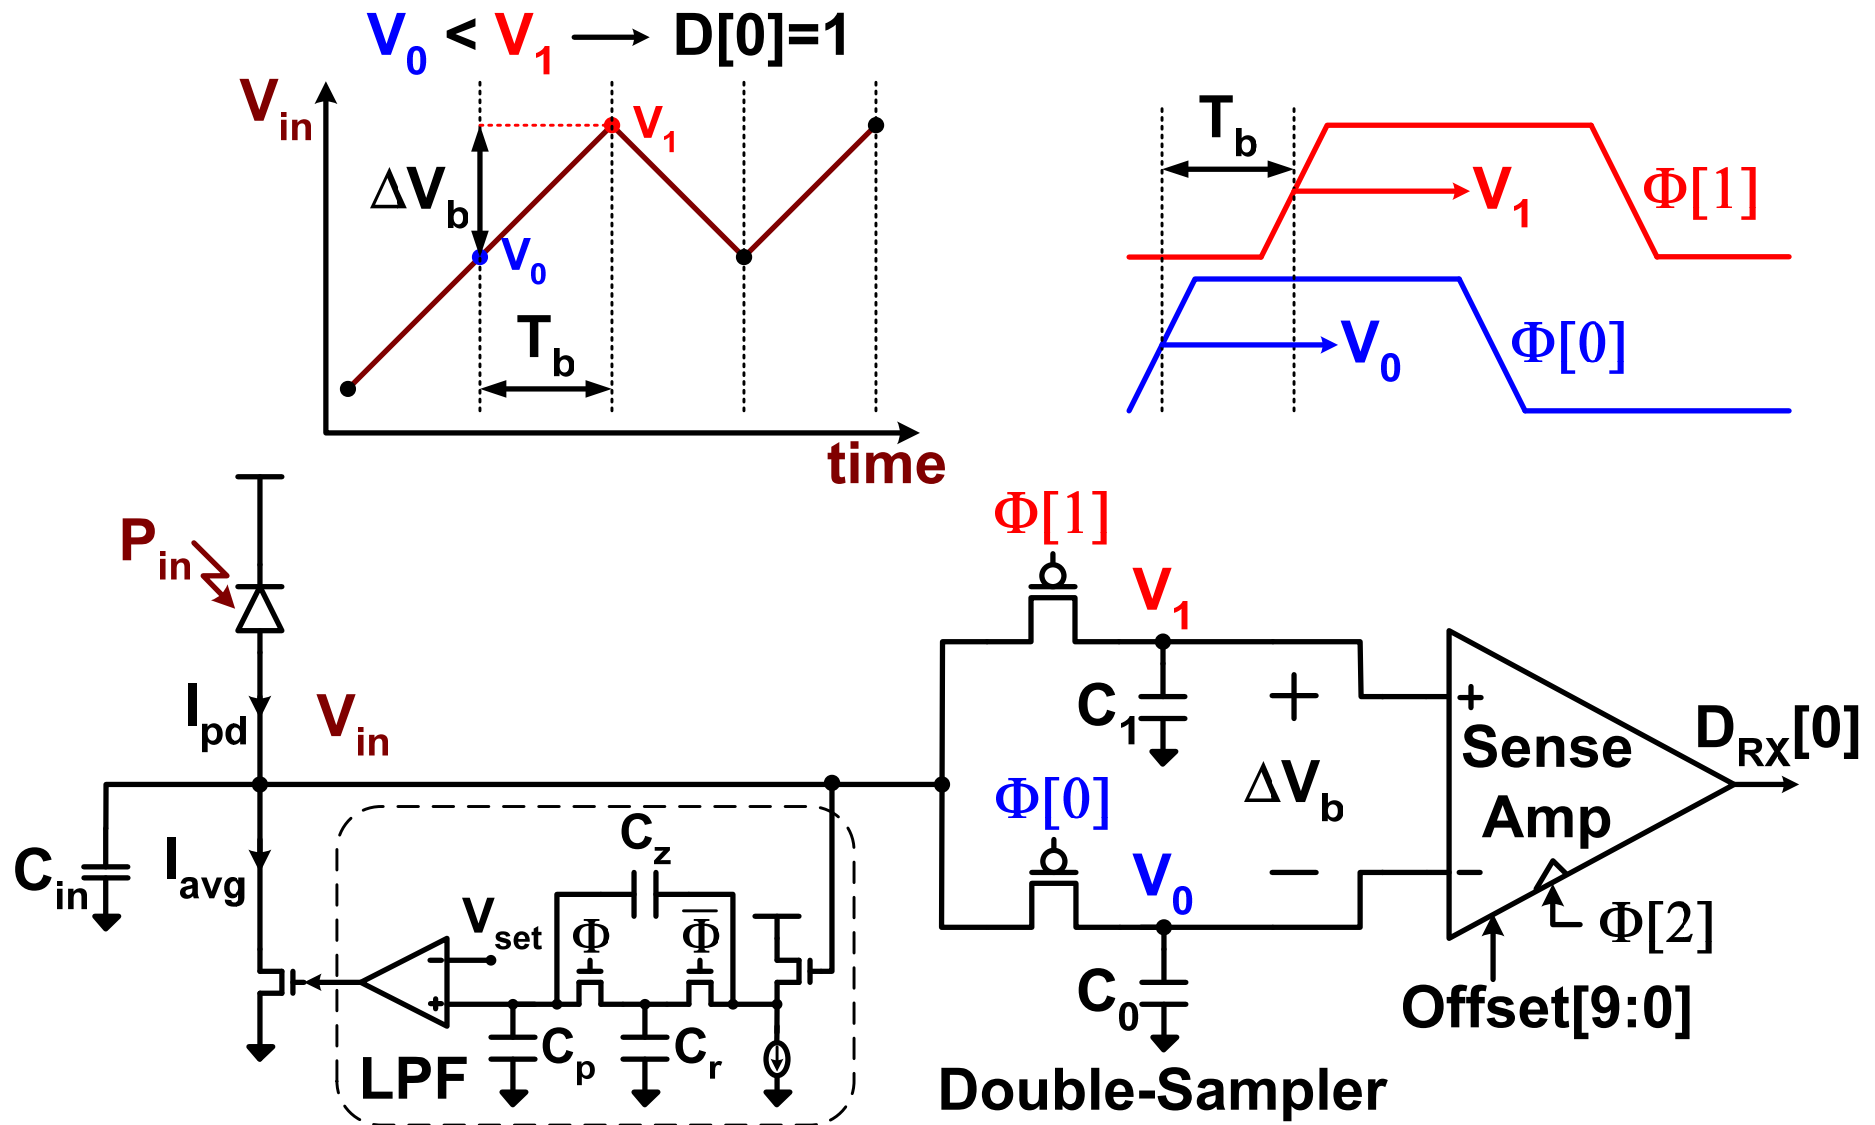 V0 < V1 → D[0]=1
Vin
V1
ΔVb
V0
Tb
time
Tb
V1
Φ[1]
V0
Φ[0]
Pin
Ipd
Vin
Cin
Iavg
Vset
Cz
Φ
Φ̅
Cp
Cr
LPF
Φ[1]
V1
C1
+
ΔVb
Φ[0]
V0
−
C0
+
Sense
Amp
−
DRX[0]
Φ[2]
Offset[9:0]
Double-Sampler